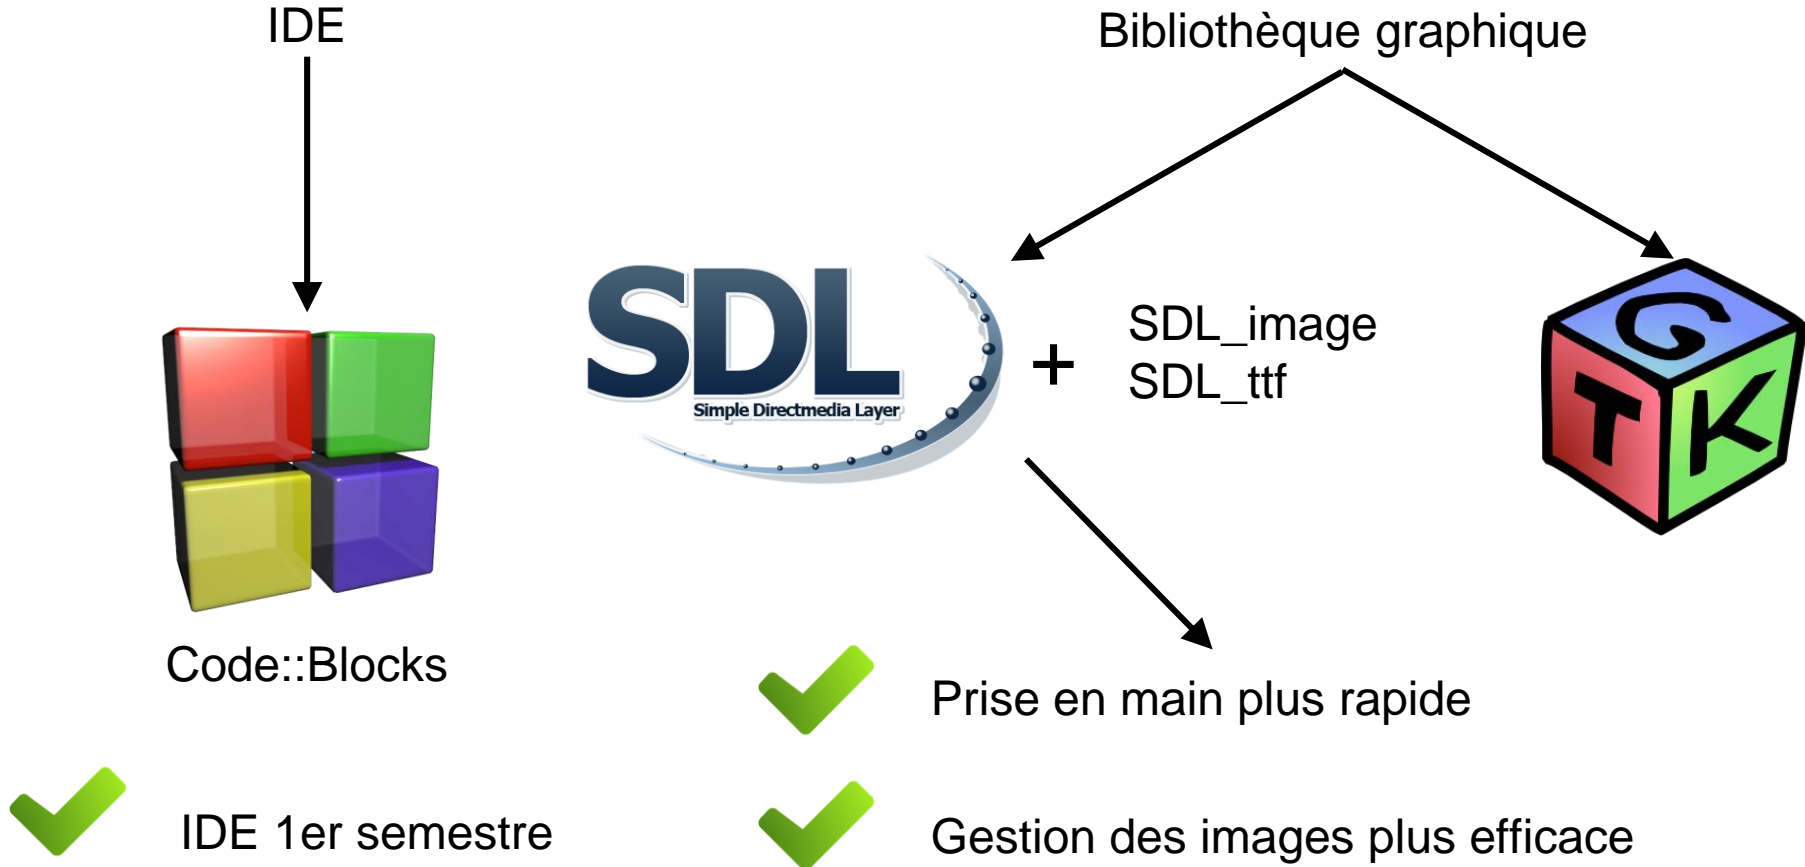 IDE
Bibliothèque graphique
SDL
Simple Directmedia Layer
+
SDL_image
SDL_ttf
G
T
K
Code::Blocks
Prise en main plus rapide
IDE 1er semestre
Gestion des images plus efficace